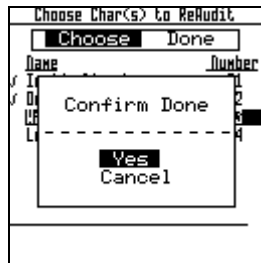 Choose Char(s) to ReAudit
Choose Done
Name Number
Confirm Done
Yes
Cancel